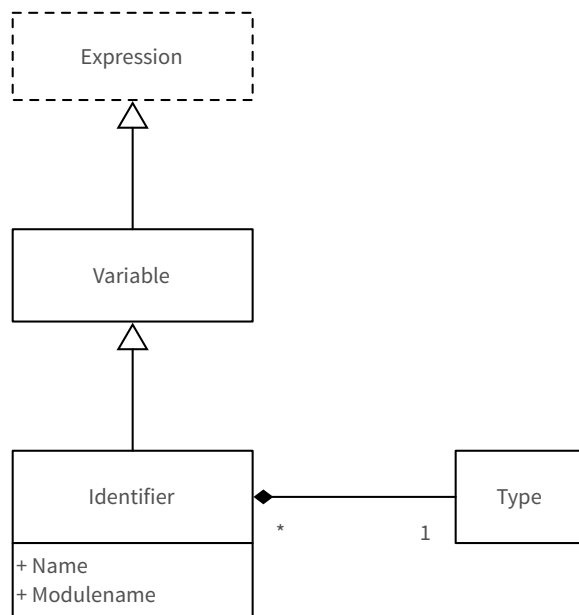 Expression
Variable
Identifier
Type
*
1
+ Name
+ Modulename